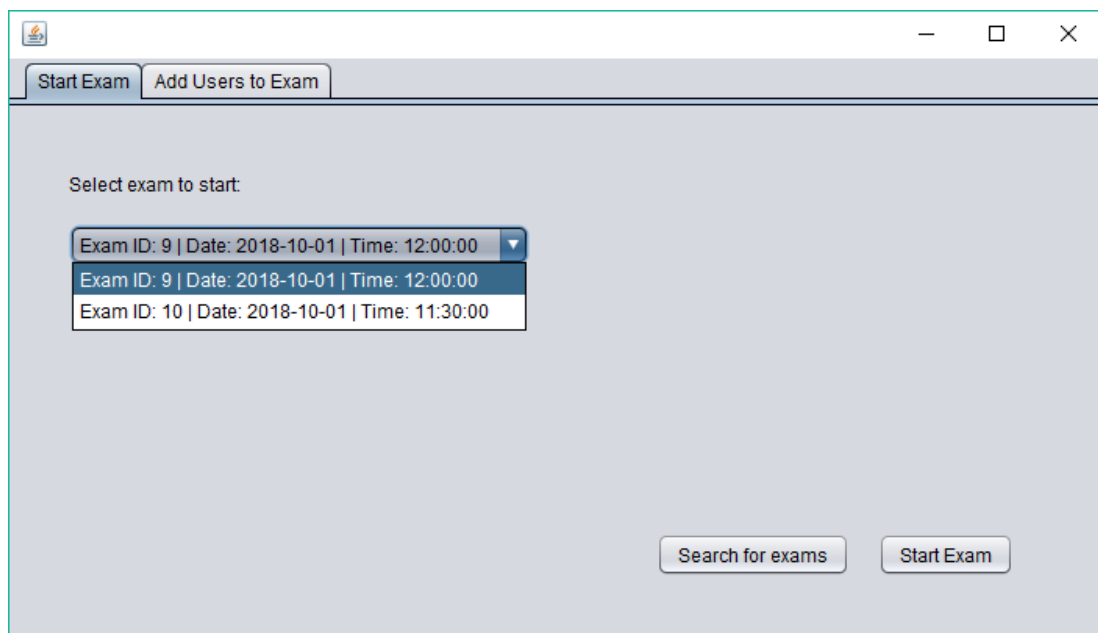 Start Exam Add Users to Exam
Select exam to start:
Exam ID: 9 | Date: 2018-10-01 | Time: 12:00:00
Exam ID: 9 | Date: 2018-10-01 | Time: 12:00:00
Exam ID: 10 | Date: 2018-10-01 | Time: 11:30:00
Search for exams Start Exam